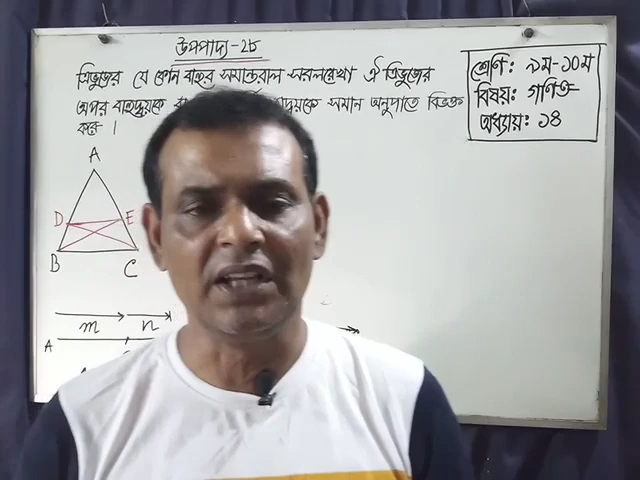 উপপাদ্য-২৮
ত্রিভুজের যে কোন বাহুর সমান্তরাল সরলরেখা ঐ ত্রিভুজের
অপর বাহুদ্বয়কে সমান অনুপাতে বিভক্ত
করে ।
শ্রেণি: ৯ম-১০ম
বিষয়: গণিত
অধ্যায়: ১৪
A
D E
B C
m n
A